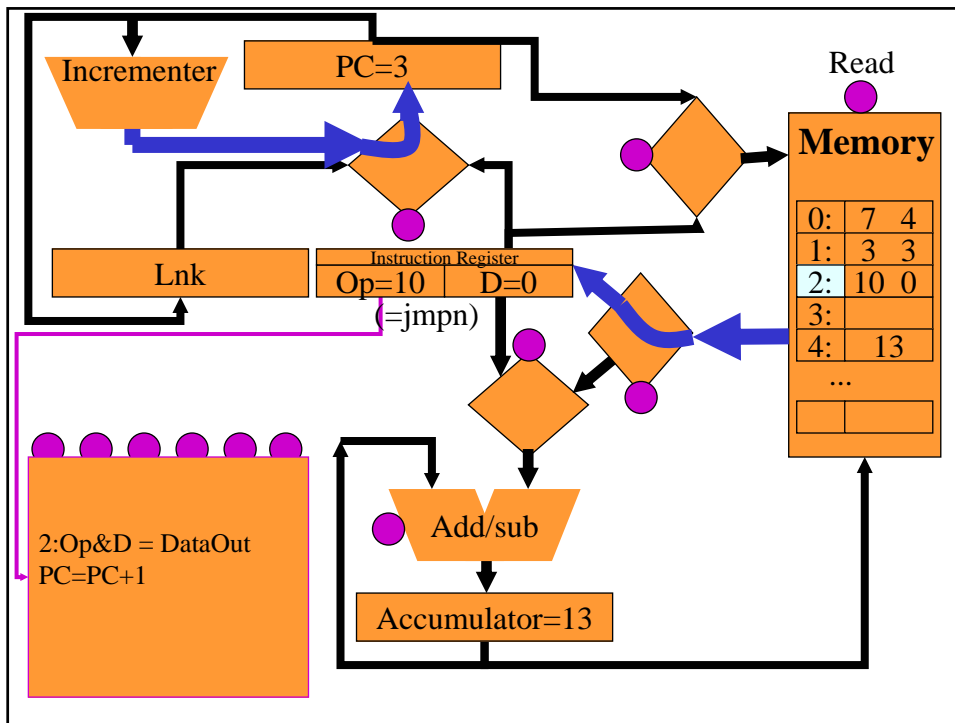 Incrementer
PC=3
Read
Memory
0: 7 4
1: 3 3
2: 10 0
3:
4: 13
...
Lnk
Instruction Register
Op=10 D=0
(=jmpn)
2:Op&D = DataOut
PC=PC+1
Add/sub
Accumulator=13